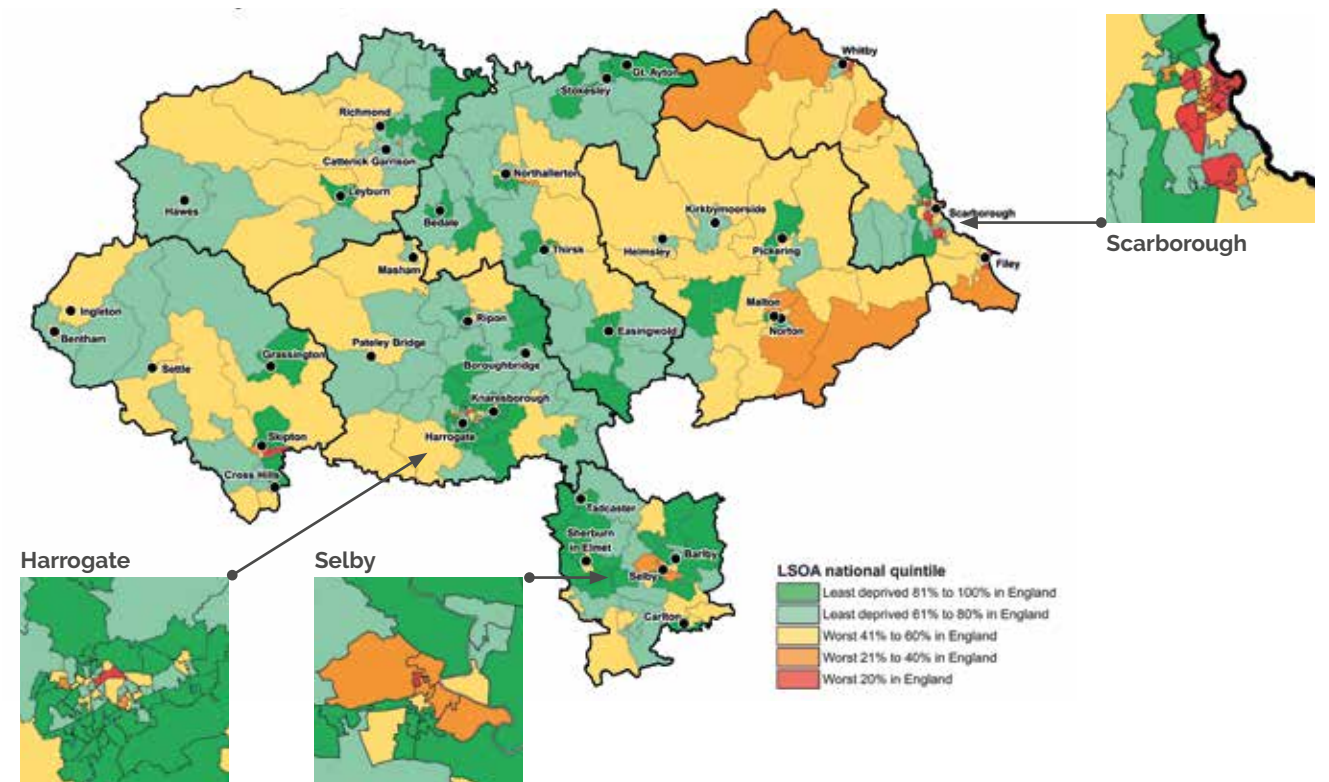 Whitby
Gt. Ayton
Stokesley
Richmond
Catterick Garrison
Northallerton
Leyburn
Hawes
Bedale
Kirkbymoorside
Scarborough
Scarborough
Helmsley
Pickering
Thirsk
Masham
Filey
Ingleton
Malton
Ripon
Norton
Bentham
Pateley Bridge
Easingwold
Grassington
Settle
Boroughbridge
Knaresborough
Harrogate
Skipton
Cross Hills
Tadcaster
Sherburn
in Elmet
Barlby
Selby
Carlton
Harrogate
Selby
LSOA national quintile
Least deprived 81% to 100% in England
Least deprived 61% to 80% in England
Worst 41% to 60% in England
Worst 21% to 40% in England
Worst 20% in England